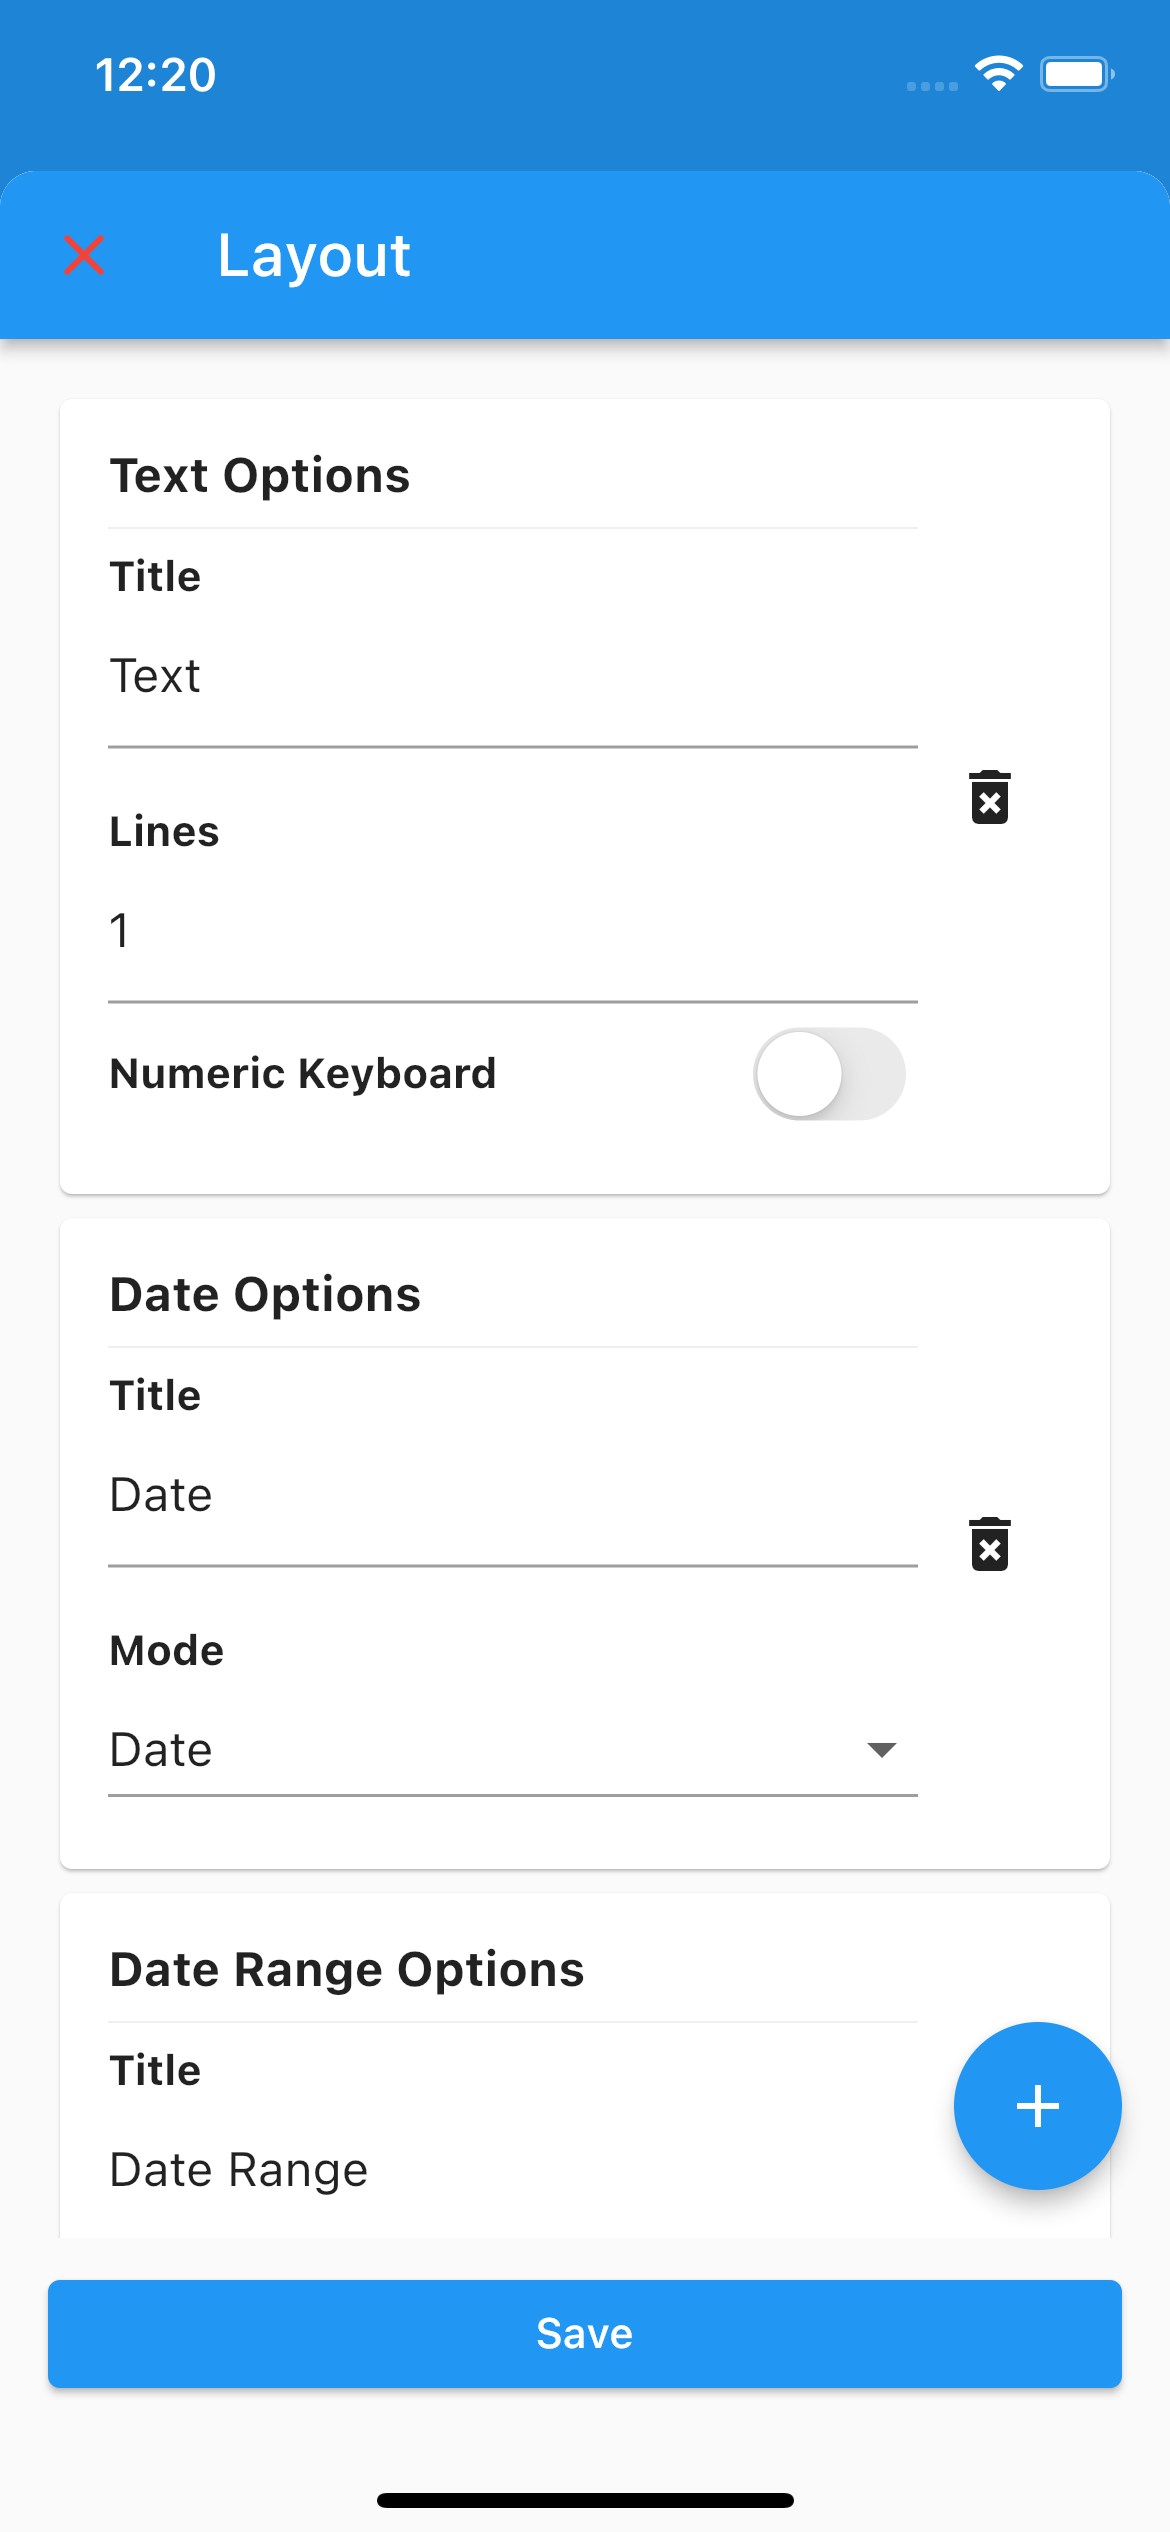 12:20
Layout
Text Options
Title
Text
Lines
1
Numeric Keyboard
Date Options
Title
Date
Mode
Date
Date Range Options
Title
Date Range
Save